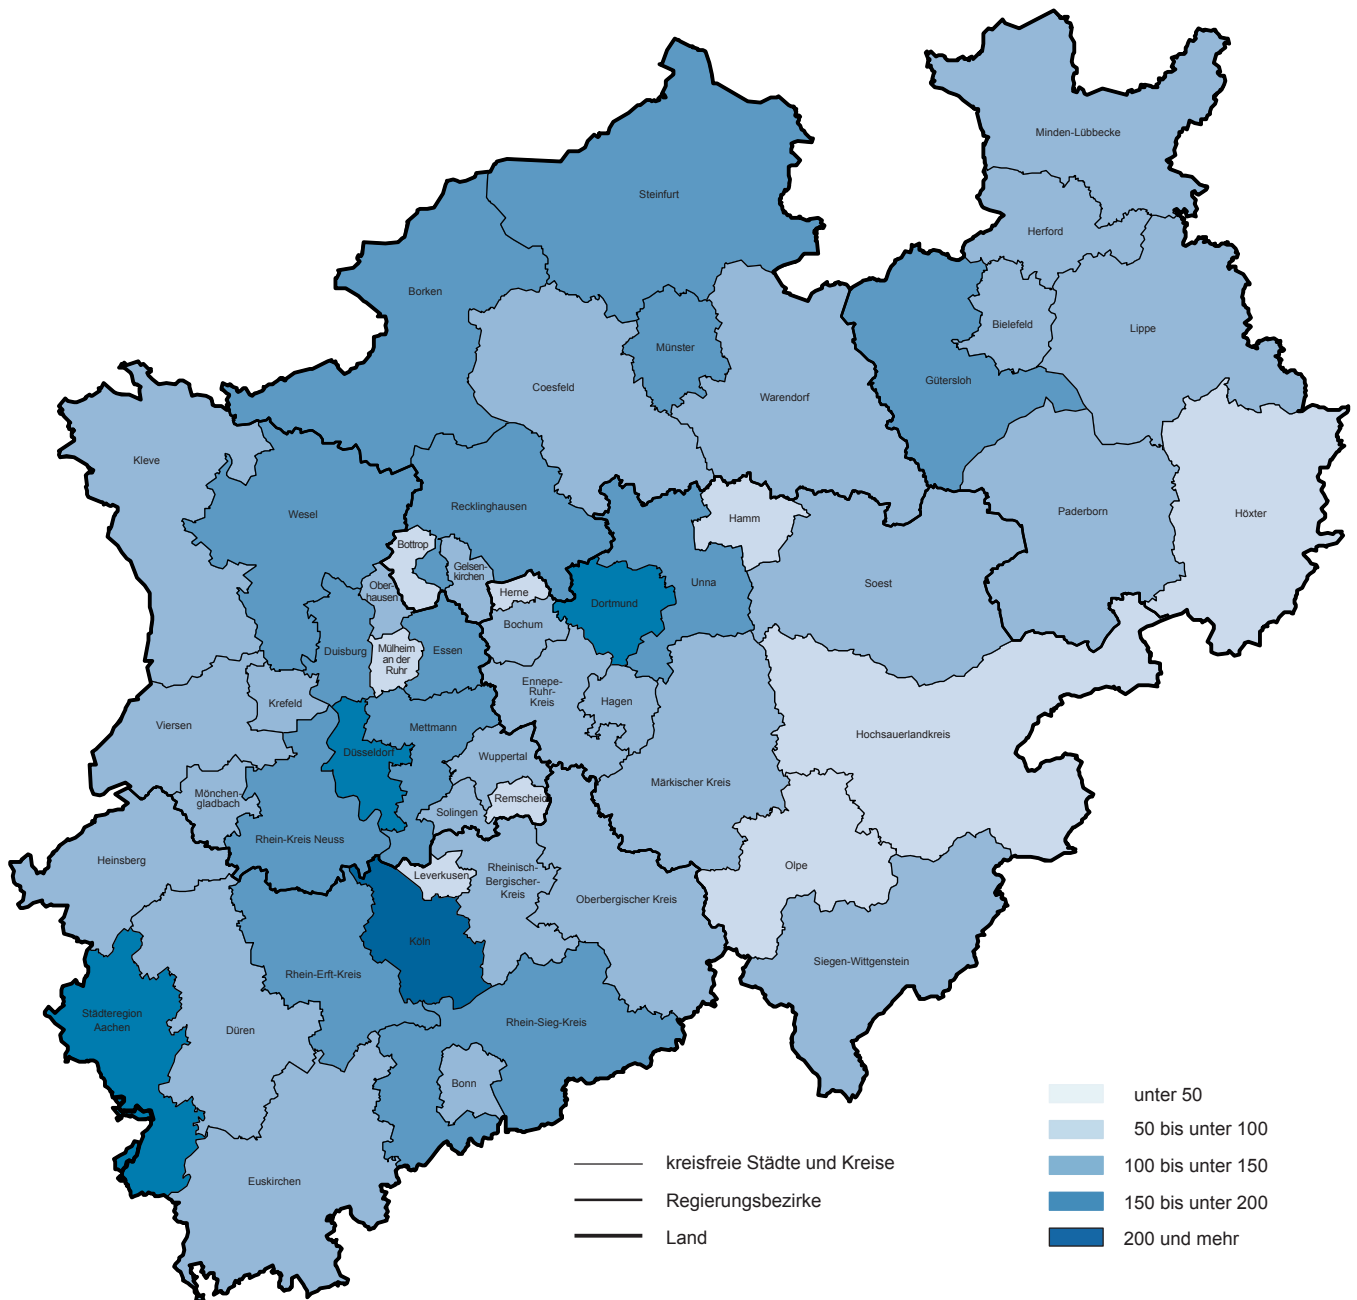 Minden-Lübbecke
Steinfurt
Herford
Borken
Bielefeld
Lippe
Münster
Gütersloh
Coesfeld
Warendorf
Kleve
Recklinghausen
Wesel
Hamm
Paderborn
Höxter
Bottrop
Gelsen-
kirchen
Ober-
hausen
Herne
Dortmund
Unna
Soest
Bochum
Duisburg
Mülheim
an der
Ruhr
Essen
Ennepe-
Ruhr-
Kreis
Hagen
Krefeld
Viersen
Mettmann
Hochsauerlandkreis
Düsseldorf
Wuppertal
Märkischer Kreis
Mönchen-
gladbach
Remscheid
Solingen
Rhein-Kreis Neuss
Heinsberg
Leverkusen
Rheinisch-
Bergischer-
Kreis
Olpe
Oberbergischer Kreis
Köln
Siegen-Wittgenstein
Rhein-Erft-Kreis
Städteregion
Aachen
Düren
Rhein-Sieg-Kreis
Bonn
Euskirchen
kreisfreie Städte und Kreise
Regierungsbezirke
Land
unter 50
50 bis unter 100
100 bis unter 150
150 bis unter 200
200 und mehr